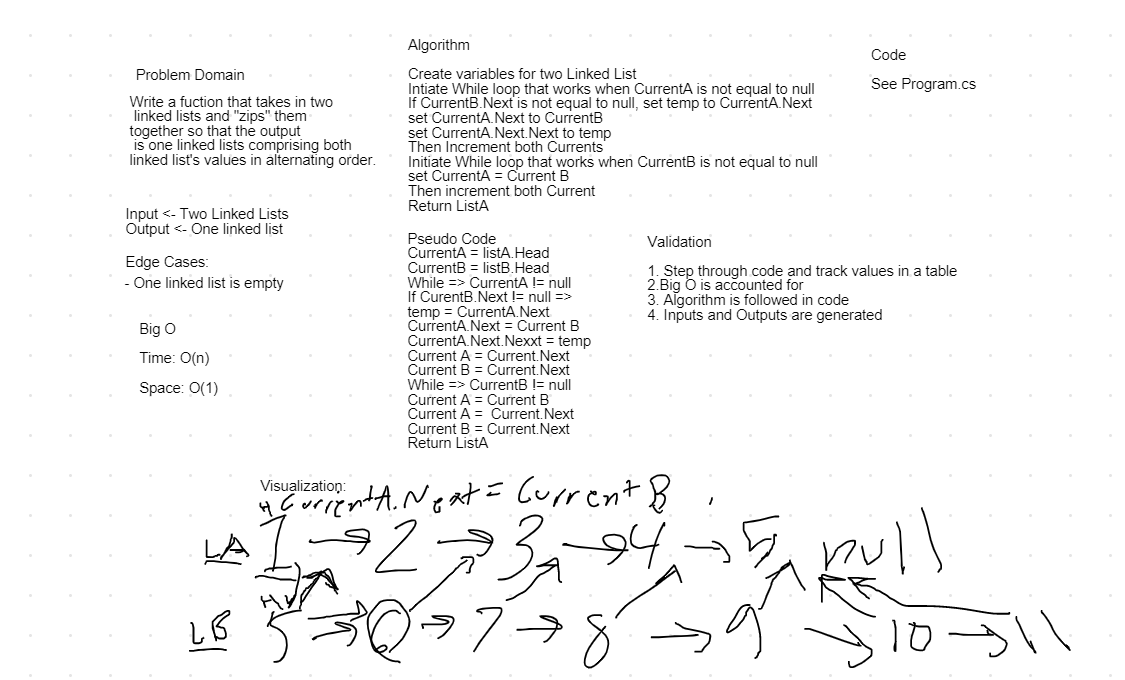 Problem Domain
Write a fuction that takes in two
linked lists and "zips" them
together so that the output
is one linked lists comprising both
linked list's values in alternating order.
Input <- Two Linked Lists
Output <- One linked list
Edge Cases:
- One linked list is empty
Big O
Time: O(n)
Space: O(1)
Algorithm
Create variables for two Linked List
Intiate While loop that works when CurrentA is not equal to null
If CurrentB.Next is not equal to null, set temp to CurrentA.Next
set CurrentA.Next to CurrentB
set CurrentA.Next.Next to temp
Then Increment both Currents
Initiate While loop that works when CurrentB is not equal to null
set CurrentA = Current B
Then increment both Current
Return ListA
Pseudo Code
CurrentA = listA.Head
CurrentB = listB.Head
While => CurrentA != null
If CurentB.Next != null =>
temp = CurrentA.Next
CurrentA.Next = Current B
CurrentA.Next.Nexxt = temp
Current A = Current.Next
Current B = Current.Next
While => CurrentB != null
Current A = Current B
Current A = Current.Next
Current B = Current.Next
Return ListA
Code
See Program.cs
Validation
1. Step through code and track values in a table
2.Big O is accounted for
3. Algorithm is followed in code
4. Inputs and Outputs are generated
Visualization:
CurrentA.Next = Current B
LA 1 → 2 → 3 → 4 → 5 null
LB 5 → 6 → 7 → 8 → 9 → 10 → 11